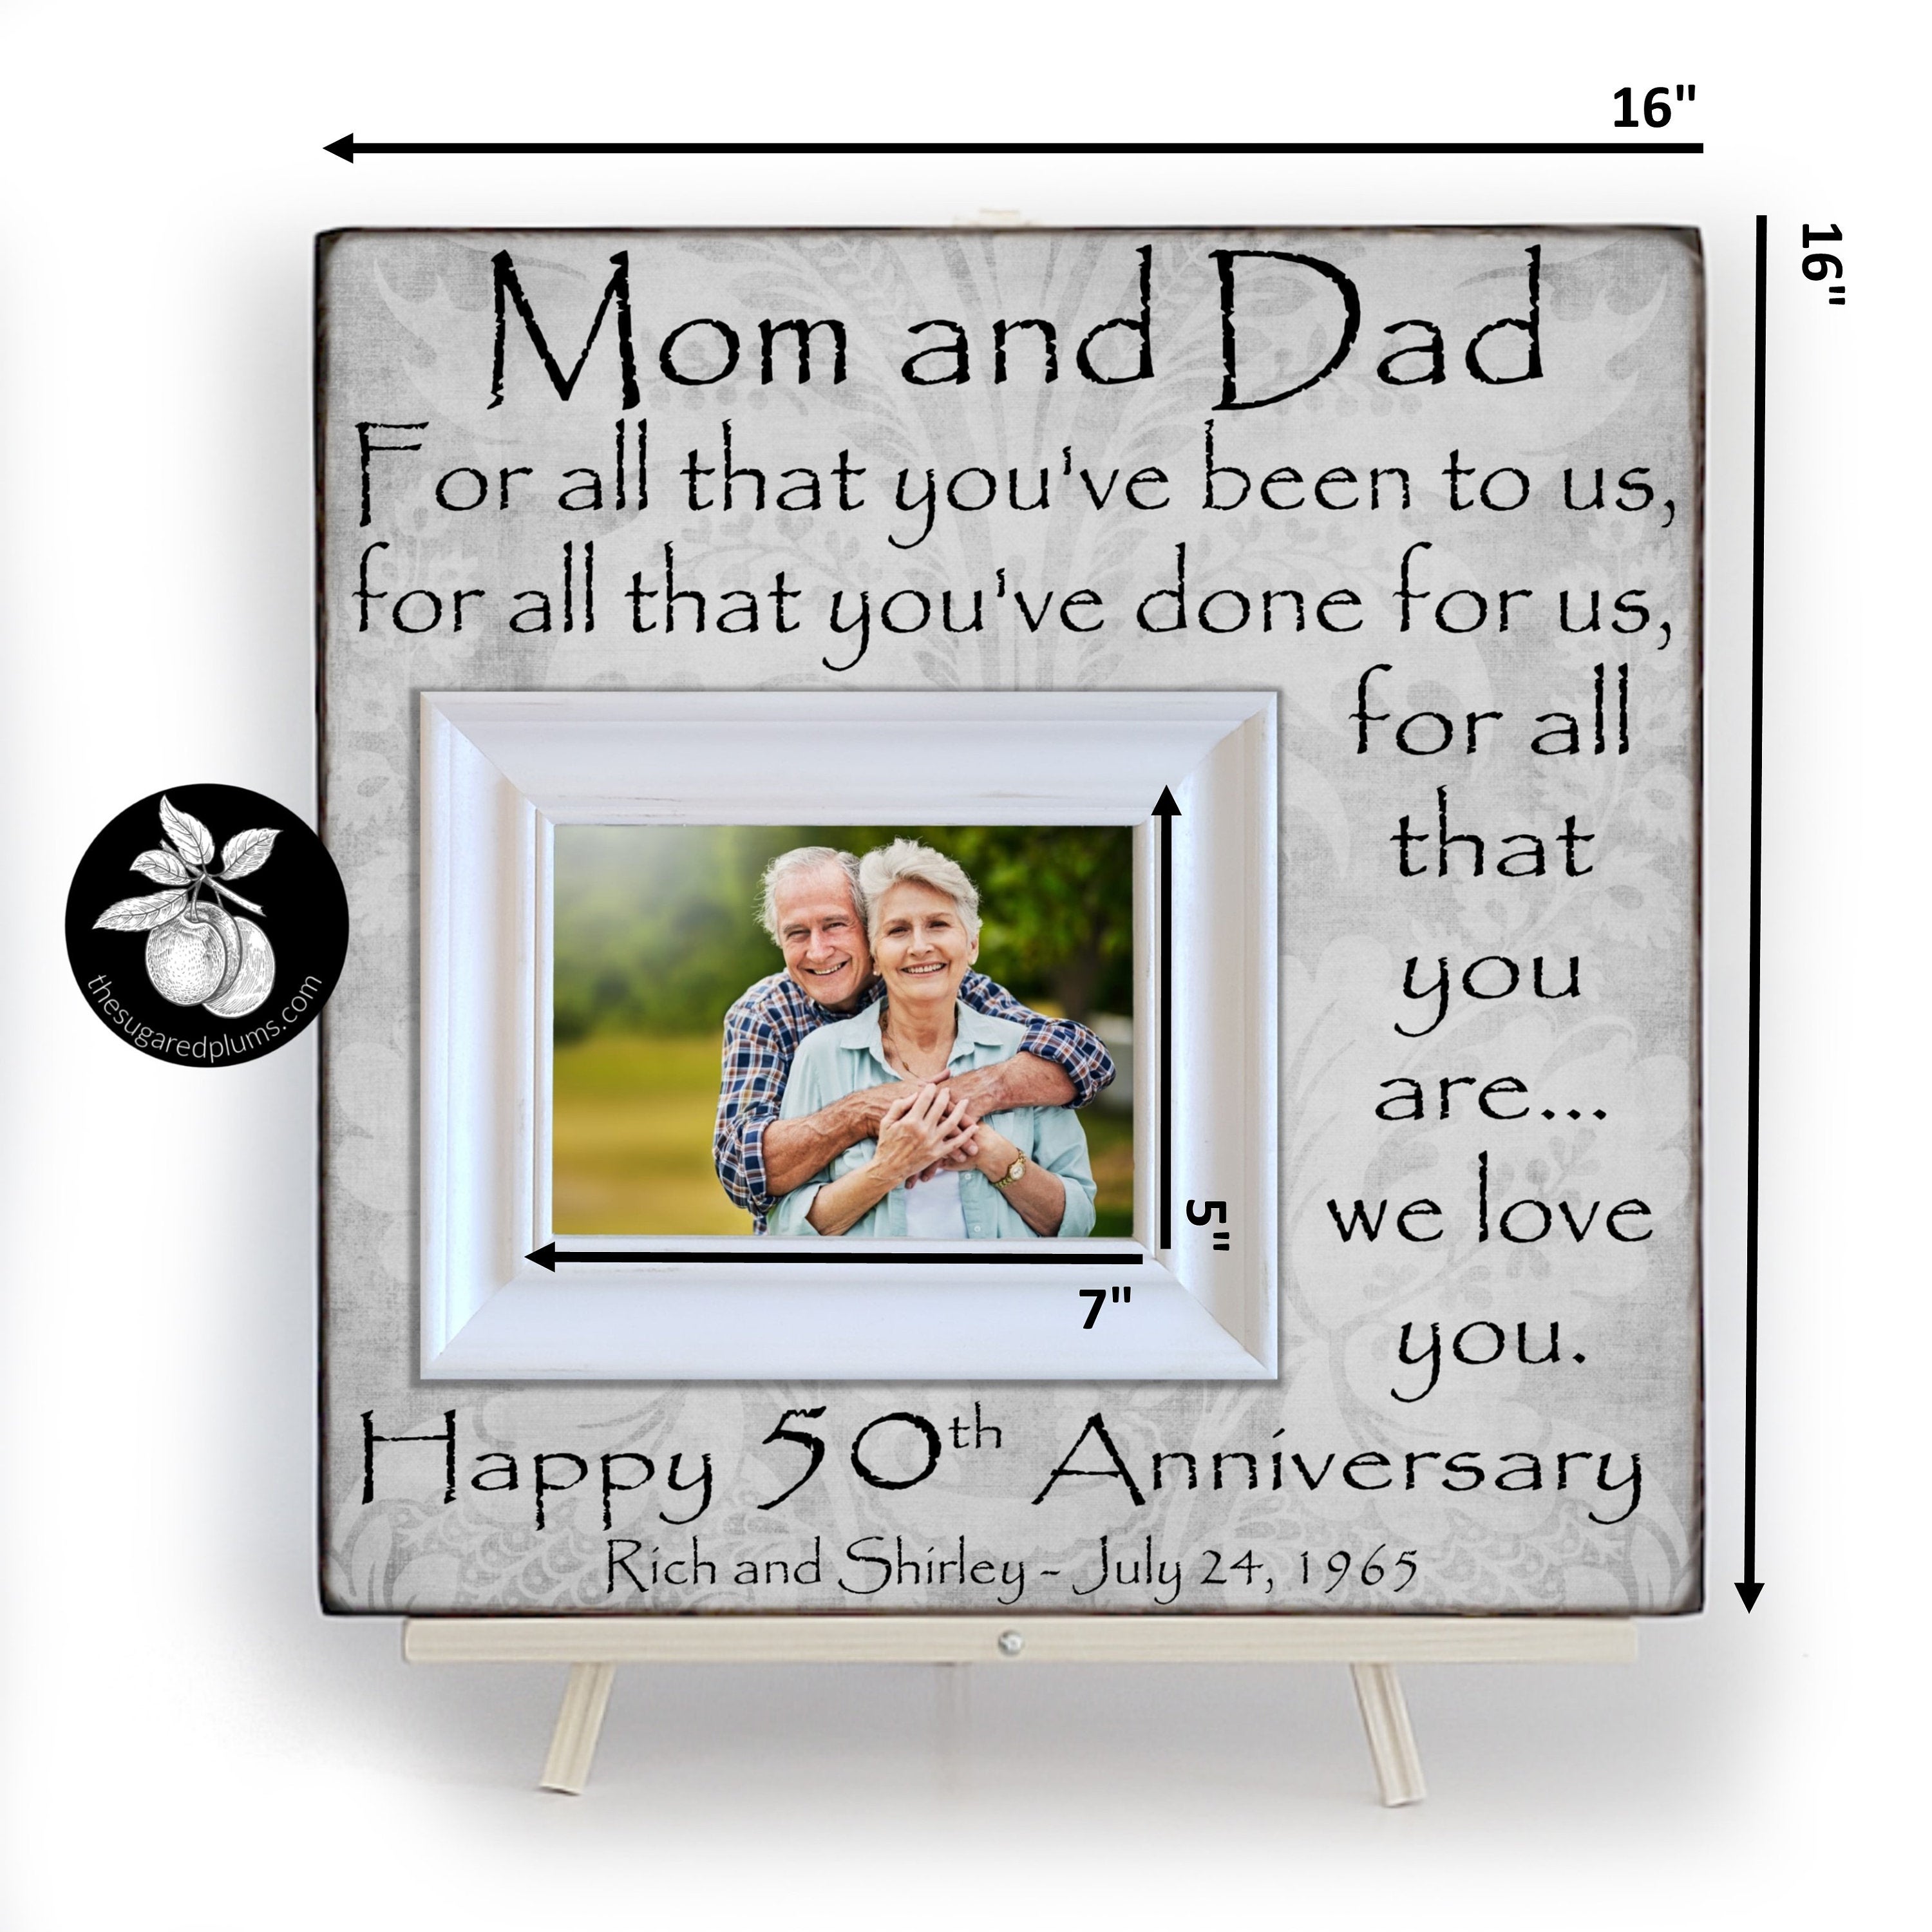 16"
16"
Mom and Dad
For all that you've been to us,
for all that you've done for us,
for all
that
you
are...
we love
you.
thesugaredplums.com
5"
7"
Happy 50th Anniversary
Rich and Shirley - July 24, 1965